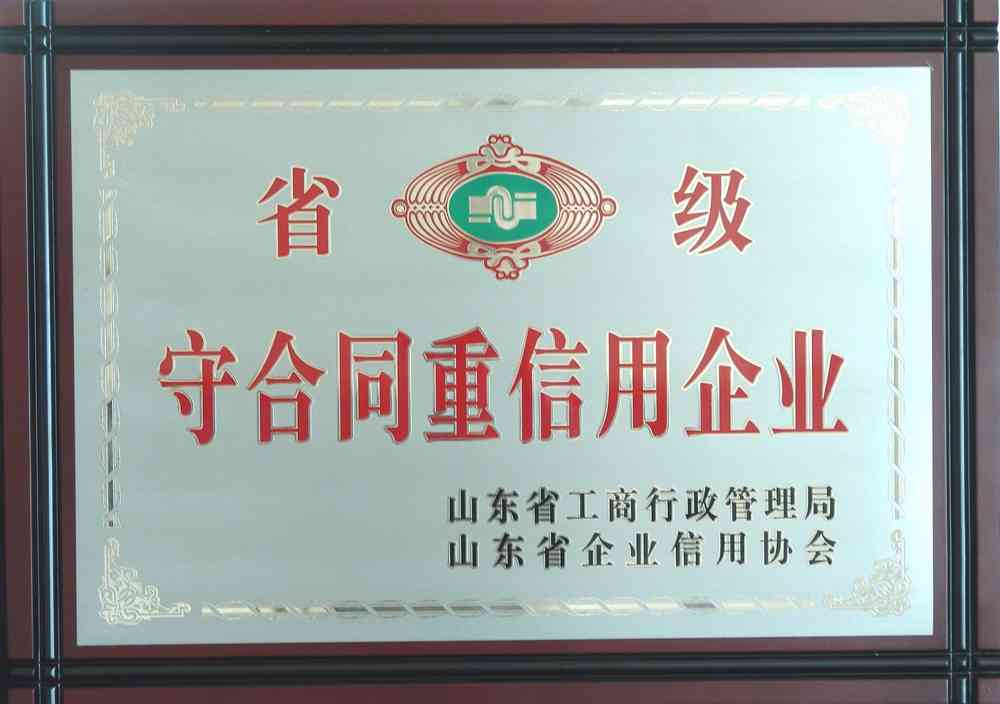 省 级
守合同重信用企业
山东省工商行政管理局
山东省企业信用协会